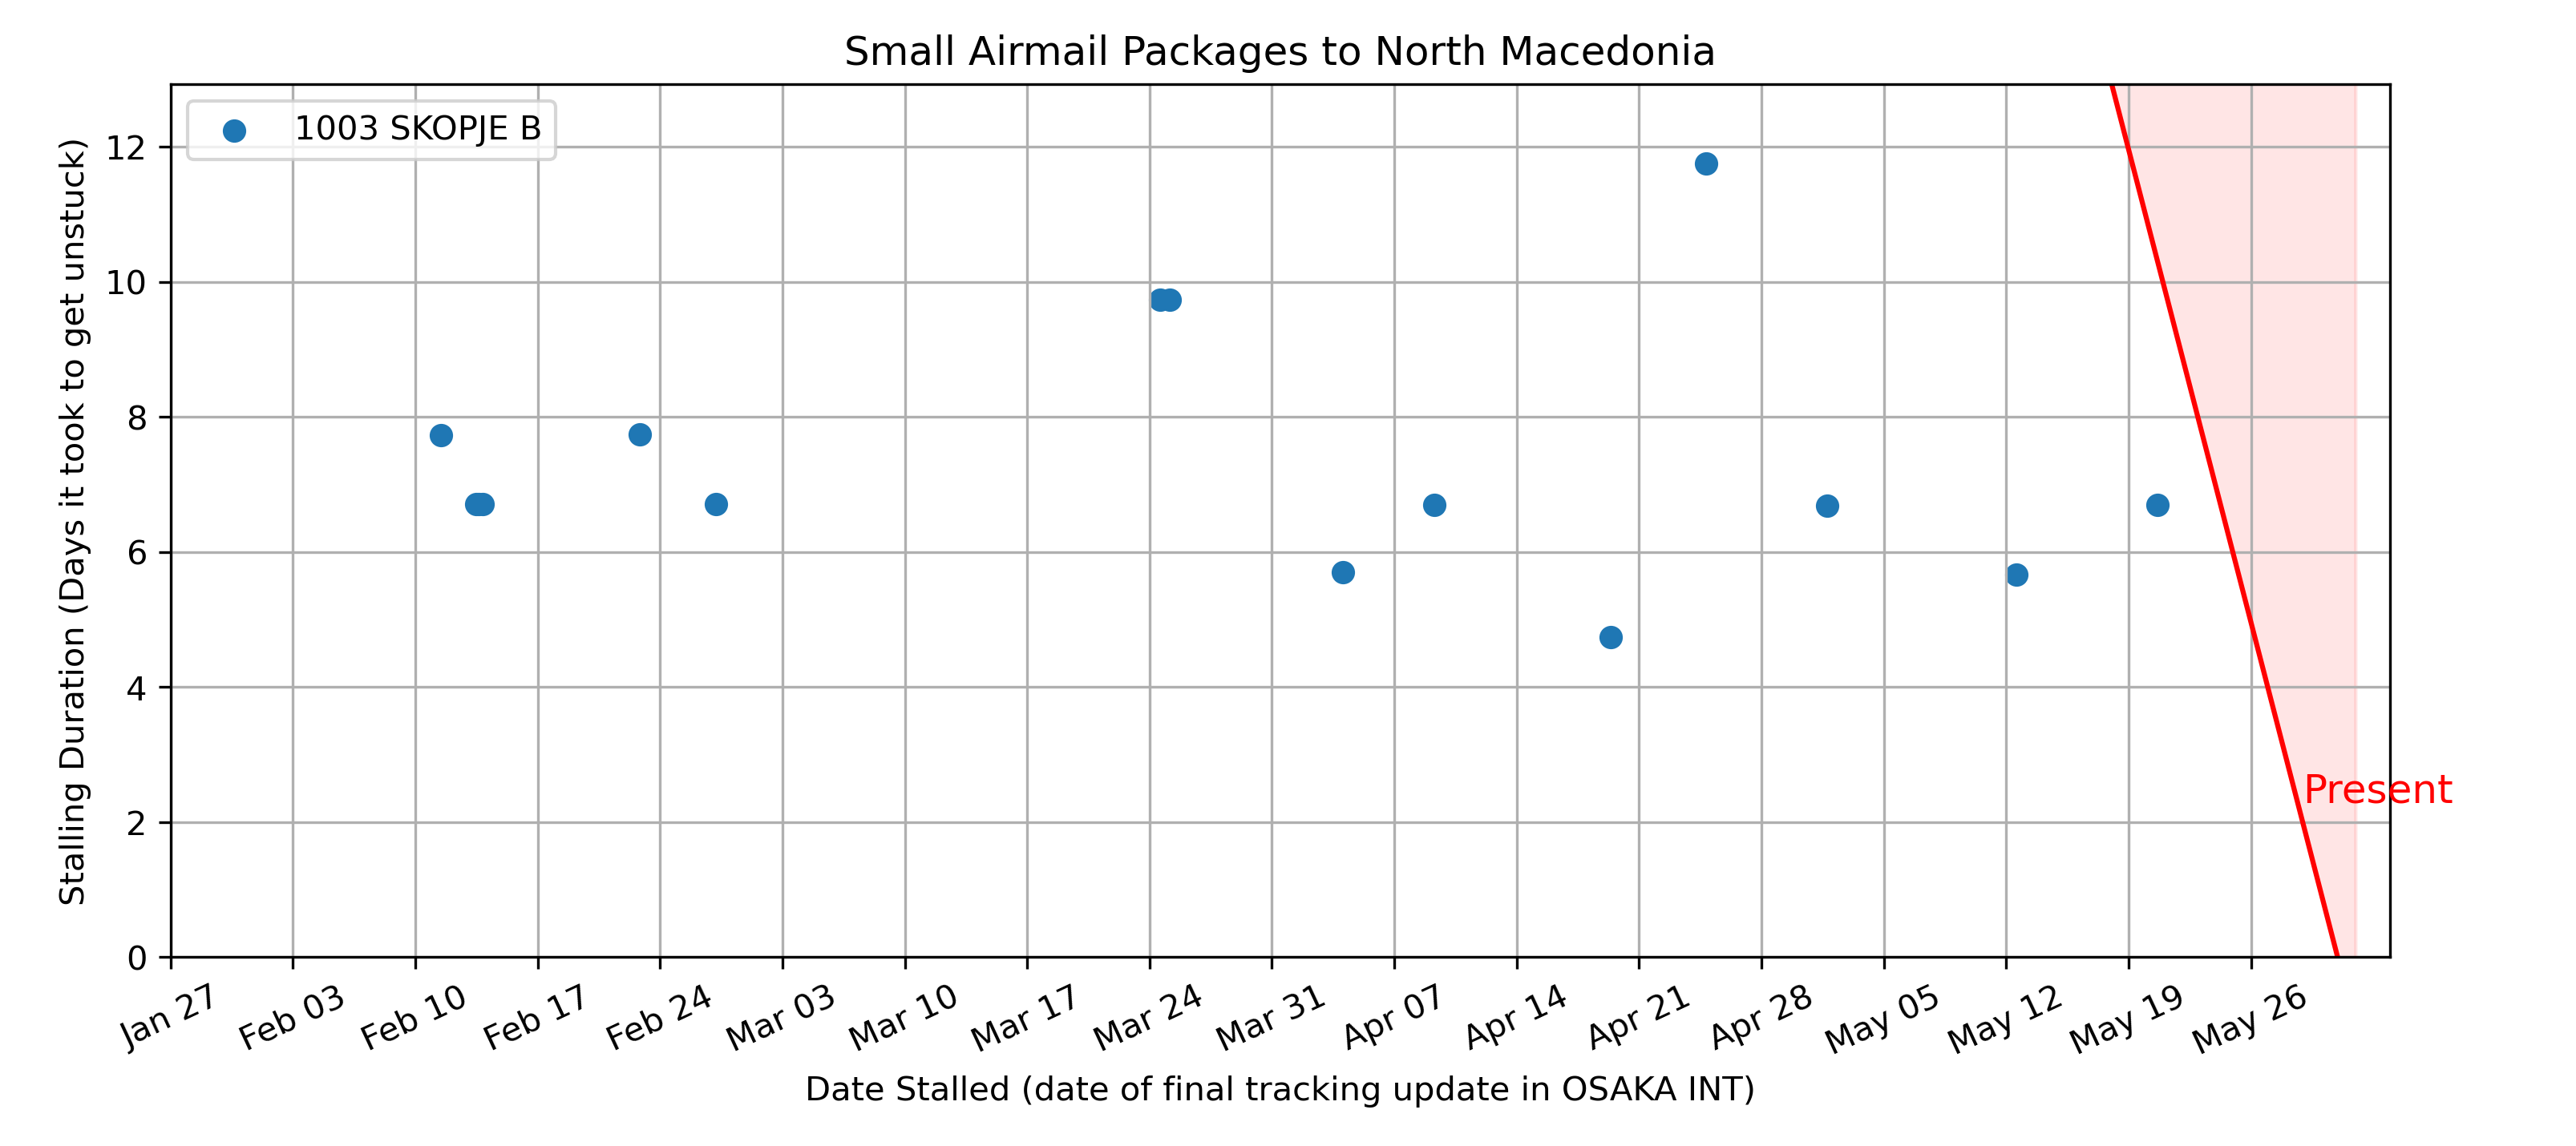 Small Airmail Packages to North Macedonia
1003 SKOPJE B
Stalling Duration (Days it took to get unstuck)
12
10
8
6
4
2
0
Present
Jan 27
Feb 03
Feb 10
Feb 17
Feb 24
Mar 03
Mar 10
Mar 17
Mar 24
Mar 31
Apr 07
Apr 14
Apr 21
Apr 28
May 05
May 12
May 19
May 26
Date Stalled (date of final tracking update in OSAKA INT)